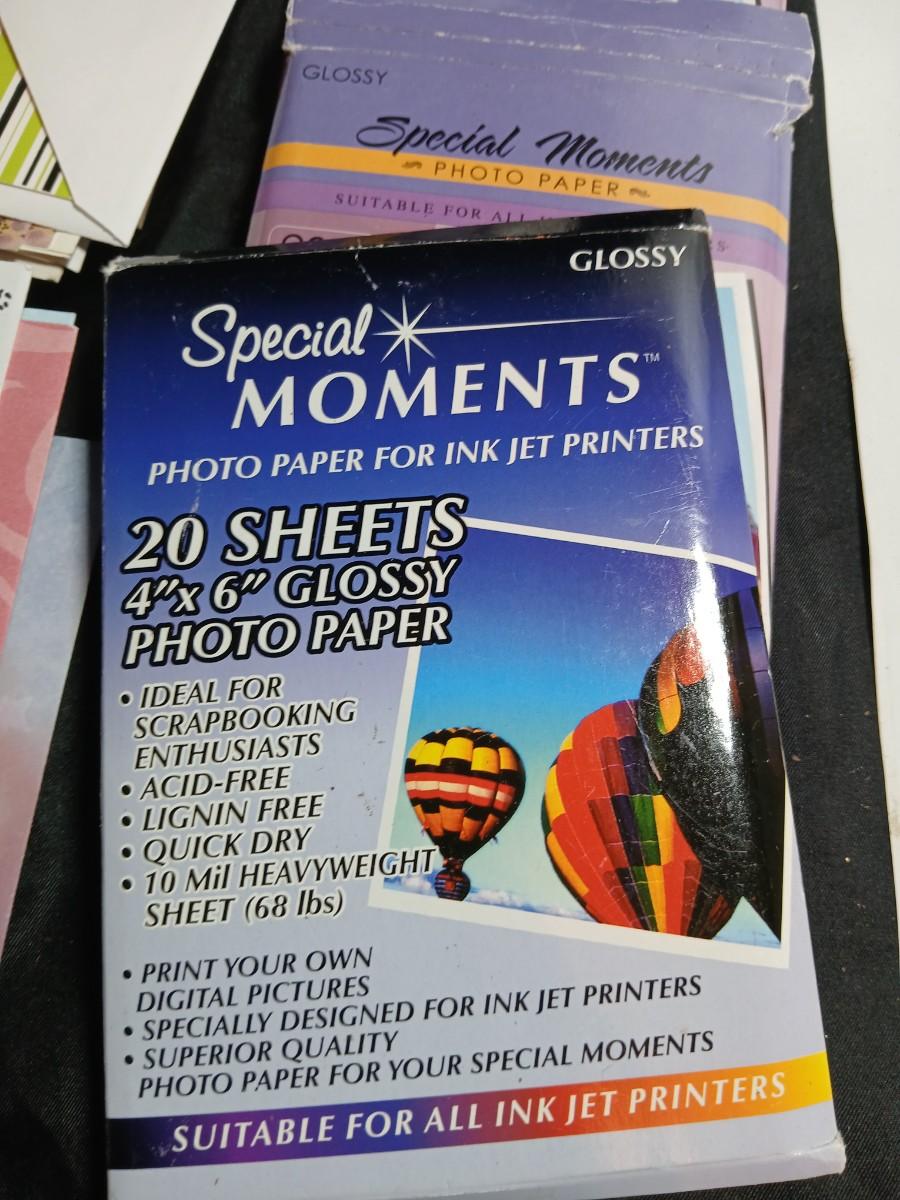 GLOSSY
Special Moments
PHOTO PAPER
SUITABLE FOR ALL
GLOSSY
Special
MOMENTS™
PHOTO PAPER FOR INK JET PRINTERS
20 SHEETS
4"x 6" GLOSSY
PHOTO PAPER
• IDEAL FOR
SCRAPBOOKING
ENTHUSIASTS
• ACID-FREE
• LIGNIN FREE
• QUICK DRY
• 10 Mil HEAVYWEIGHT
SHEET (68 lbs)
• PRINT YOUR OWN
DIGITAL PICTURES
• SPECIALLY DESIGNED FOR INK JET PRINTERS
• SUPERIOR QUALITY
PHOTO PAPER FOR YOUR SPECIAL MOMENTS
SUITABLE FOR ALL INK JET PRINTERS